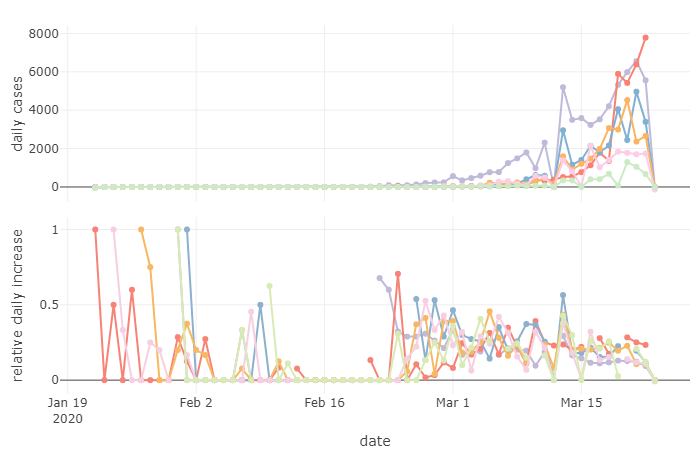 8000
6000
4000
2000
0
daily cases
1
0.5
0
relative daily increase
Jan 19
2020
Feb 2
Feb 16
Mar 1
Mar 15
date